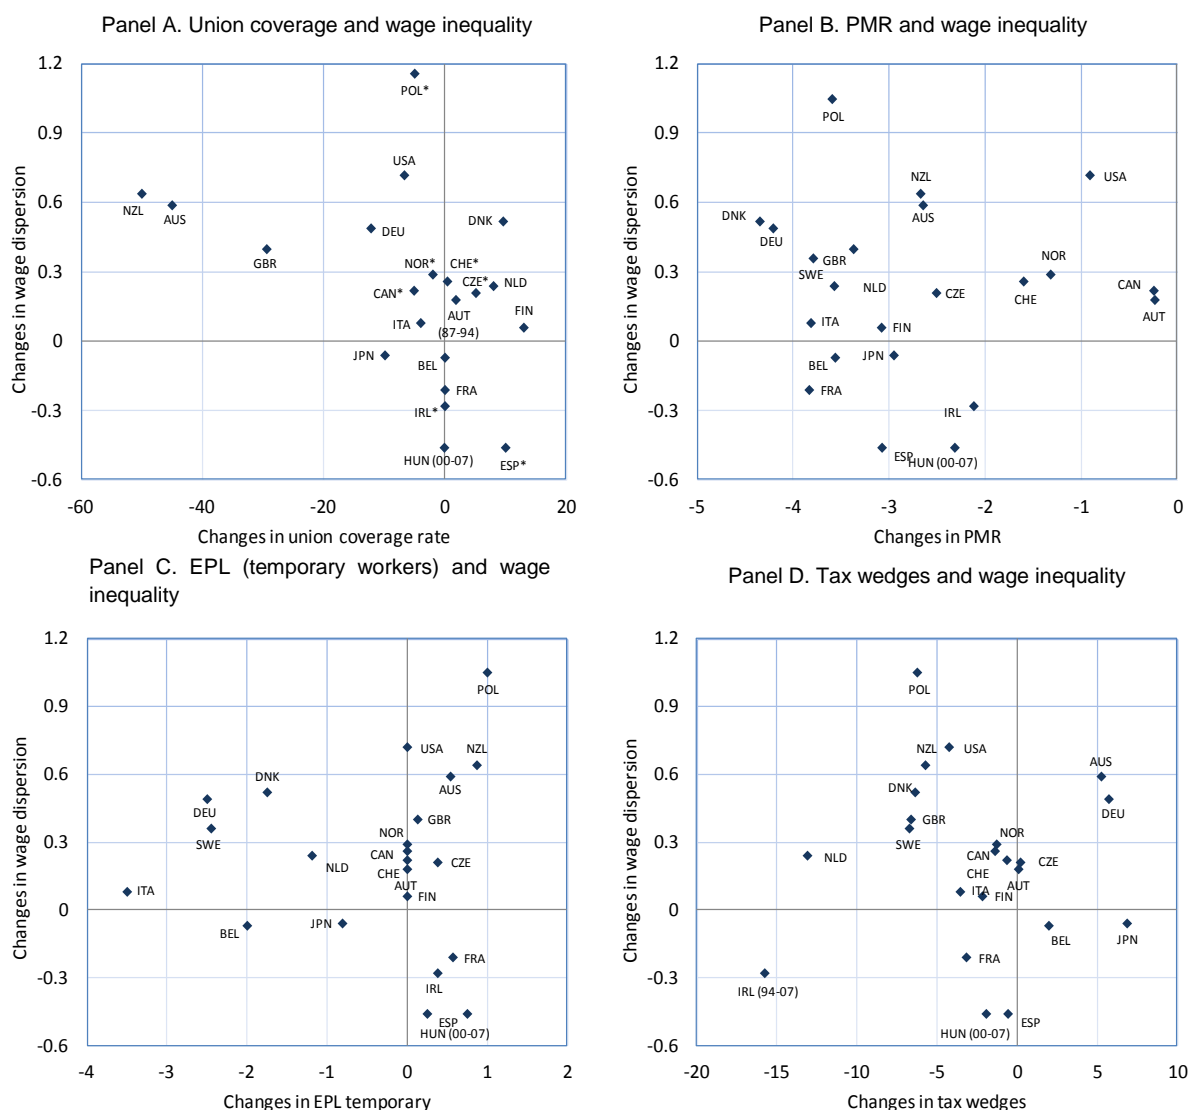 Panel A. Union coverage and wage inequality
1.2
POL*
0.9
USA
0.6
NZL
AUS
DNK
DEU
GBR
NOR*
CHE*
0.3
CZE*
NLD
CAN*
AUT
(87-94)
FIN
ITA
0
JPN
BEL
FRA
-0.3
IRL*
HUN (00-07)
ESP*
-0.6
-60
-40
-20
0
20
Changes in wage dispersion
Changes in union coverage rate
Panel B. PMR and wage inequality
1.2
POL
0.9
NZL
USA
0.6
AUS
DNK
DEU
GBR
SWE
NOR
0.3
NLD
CZE
CHE
CAN
AUT
ITA
FIN
0
BEL
JPN
FRA
-0.3
IRL
ESP
HUN (00-07)
-0.6
-5
-4
-3
-2
-1
0
Changes in wage dispersion
Changes in PMR
Panel C. EPL (temporary workers) and wage
inequality
1.2
POL
0.9
USA
NZL
DNK
AUS
0.6
DEU
SWE
GBR
NOR
0.3
NLD
CAN
CZE
CHE
AUT
ITA
FIN
0
BEL
JPN
FRA
-0.3
IRL
ESP
HUN (00-07)
-0.6
-4
-3
-2
-1
0
1
2
Changes in wage dispersion
Changes in EPL temporary
Panel D. Tax wedges and wage inequality
1.2
POL
0.9
NZL
USA
AUS
0.6
DNK
DEU
GBR
SWE
NOR
0.3
NLD
CAN
CZE
CHE
AUT
ITA
FIN
0
BEL
JPN
FRA
-0.3
IRL (94-07)
HUN (00-07)
ESP
-0.6
-20
-15
-10
-5
0
5
10
Changes in wage dispersion
Changes in tax wedges